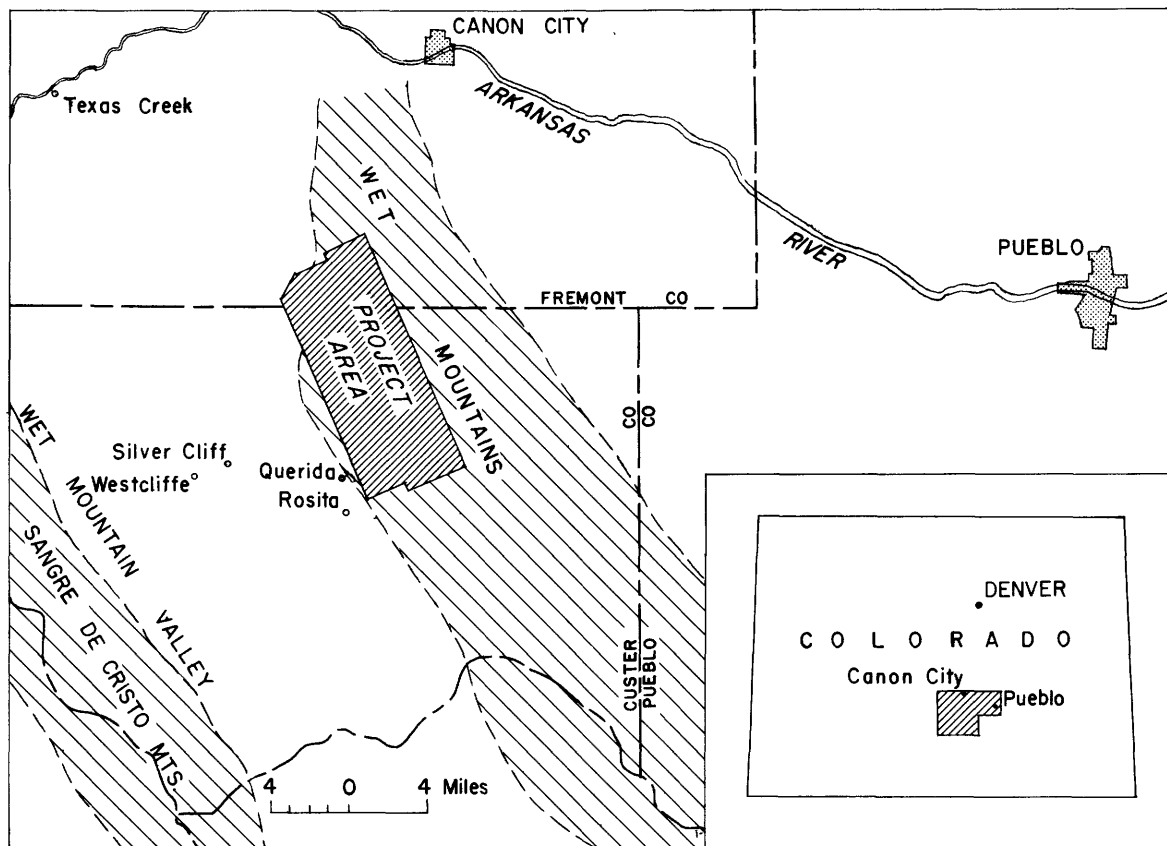 CANON CITY
Texas Creek
ARKANSAS
RIVER
WET
MOUNTAINS
PUEBLO
FREMONT CO
PROJECT
AREA
CO
CO
CUSTER
PUEBLO
WET
MOUNTAIN
VALLEY
Silver Cliff
Westcliffe
Querida
Rosita
SANGRE DE CRISTO MTS.
4 0 4 Miles
DENVER
COLORADO
Canon City
Pueblo